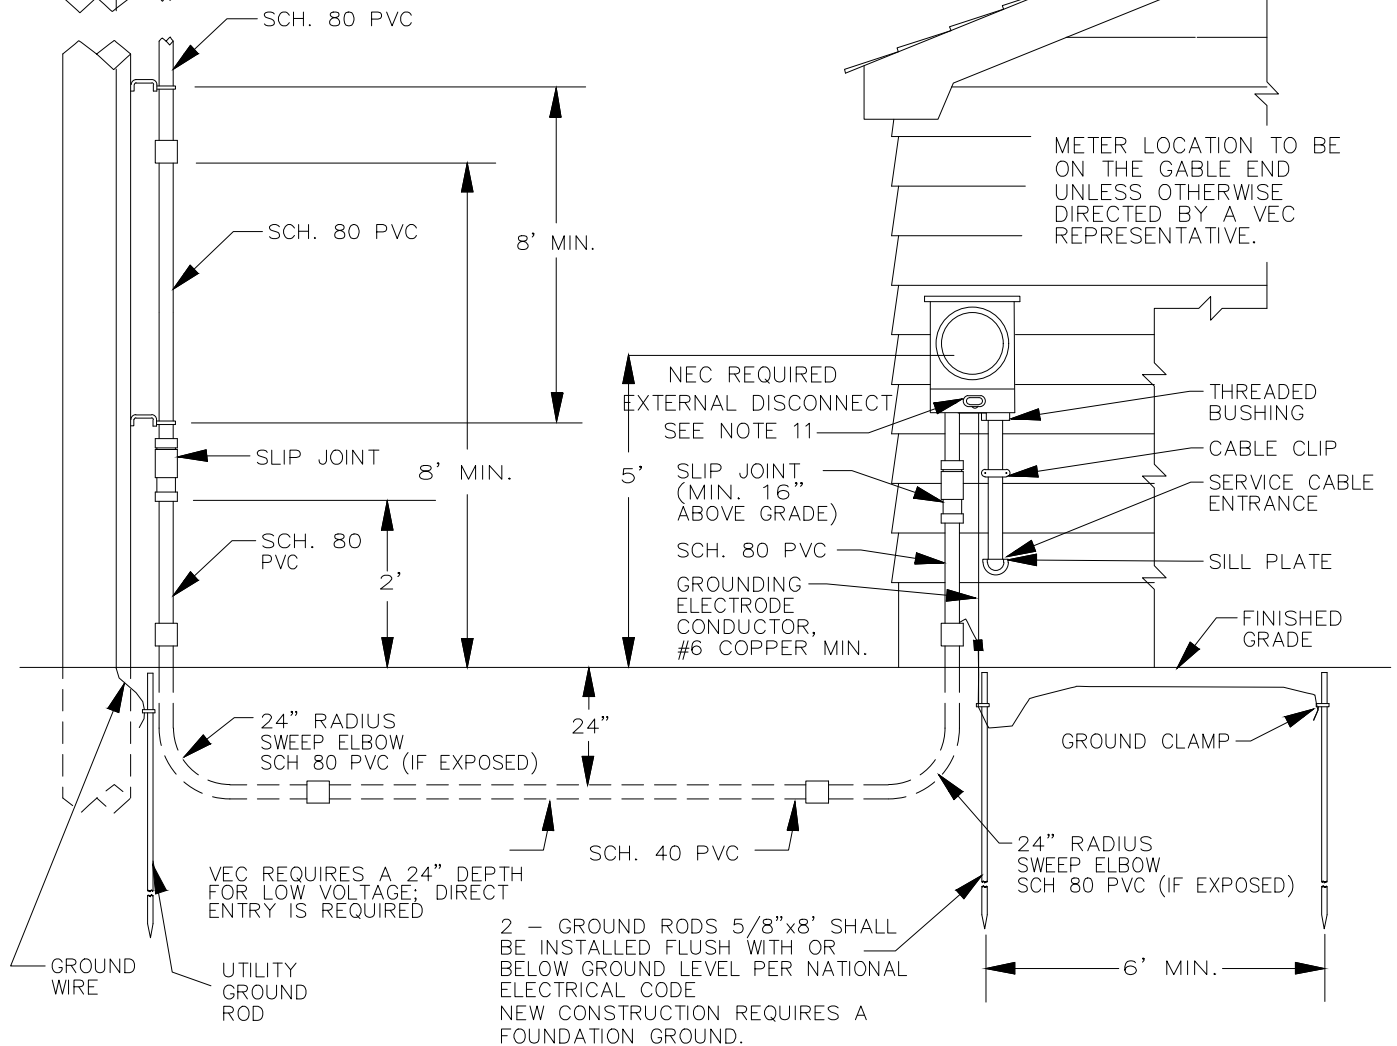 SCH. 80 PVC
METER LOCATION TO BE
ON THE GABLE END
UNLESS OTHERWISE
DIRECTED BY A VEC
REPRESENTATIVE.
SCH. 80 PVC
8' MIN.
NEC REQUIRED
EXTERNAL DISCONNECT
SEE NOTE 11
THREADED
BUSHING
SLIP JOINT
8' MIN.
5'
SLIP JOINT
(MIN. 16"
ABOVE GRADE)
CABLE CLIP
SERVICE CABLE
ENTRANCE
SCH. 80
PVC
2'
SCH. 80 PVC
SILL PLATE
GROUNDING
ELECTRODE
CONDUCTOR,
#6 COPPER MIN.
FINISHED
GRADE
24" RADIUS
SWEEP ELBOW
SCH 80 PVC (IF EXPOSED)
24"
GROUND CLAMP
SCH. 40 PVC
24" RADIUS
SWEEP ELBOW
SCH 80 PVC (IF EXPOSED)
VEC REQUIRES A 24" DEPTH
FOR LOW VOLTAGE; DIRECT
ENTRY IS REQUIRED
2 - GROUND RODS 5/8"x8' SHALL
BE INSTALLED FLUSH WITH OR
BELOW GROUND LEVEL PER NATIONAL
ELECTRICAL CODE
NEW CONSTRUCTION REQUIRES A
FOUNDATION GROUND.
GROUND
WIRE
UTILITY
GROUND
ROD
6' MIN.